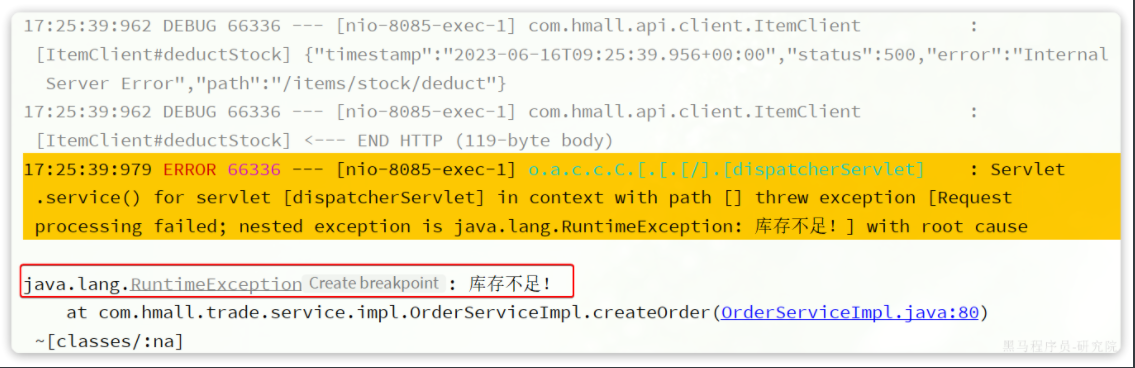 17:25:39:962 DEBUG 66336 --- [nio-8085-exec-1] com.hmall.api.client.ItemClient :
[ItemClient#deductStock] {"timestamp":"2023-06-16T09:25:39.956+00:00","status":500,"error":"Internal
Server Error","path":"/items/stock/deduct"}
17:25:39:962 DEBUG 66336 --- [nio-8085-exec-1] com.hmall.api.client.ItemClient :
[ItemClient#deductStock] <--- END HTTP (119-byte body)
17:25:39:979 ERROR 66336 --- [nio-8085-exec-1] o.a.c.c.C.[.[.[/].[dispatcherServlet] : Servlet
.service() for servlet [dispatcherServlet] in context with path [] threw exception [Request
processing failed; nested exception is java.lang.RuntimeException: 库存不足！] with root cause
java.lang.RuntimeException Create breakpoint : 库存不足！
at com.hmall.trade.service.impl.OrderServiceImpl.createOrder(OrderServiceImpl.java:80)
~[classes/:na]
黑马程序员-研究院